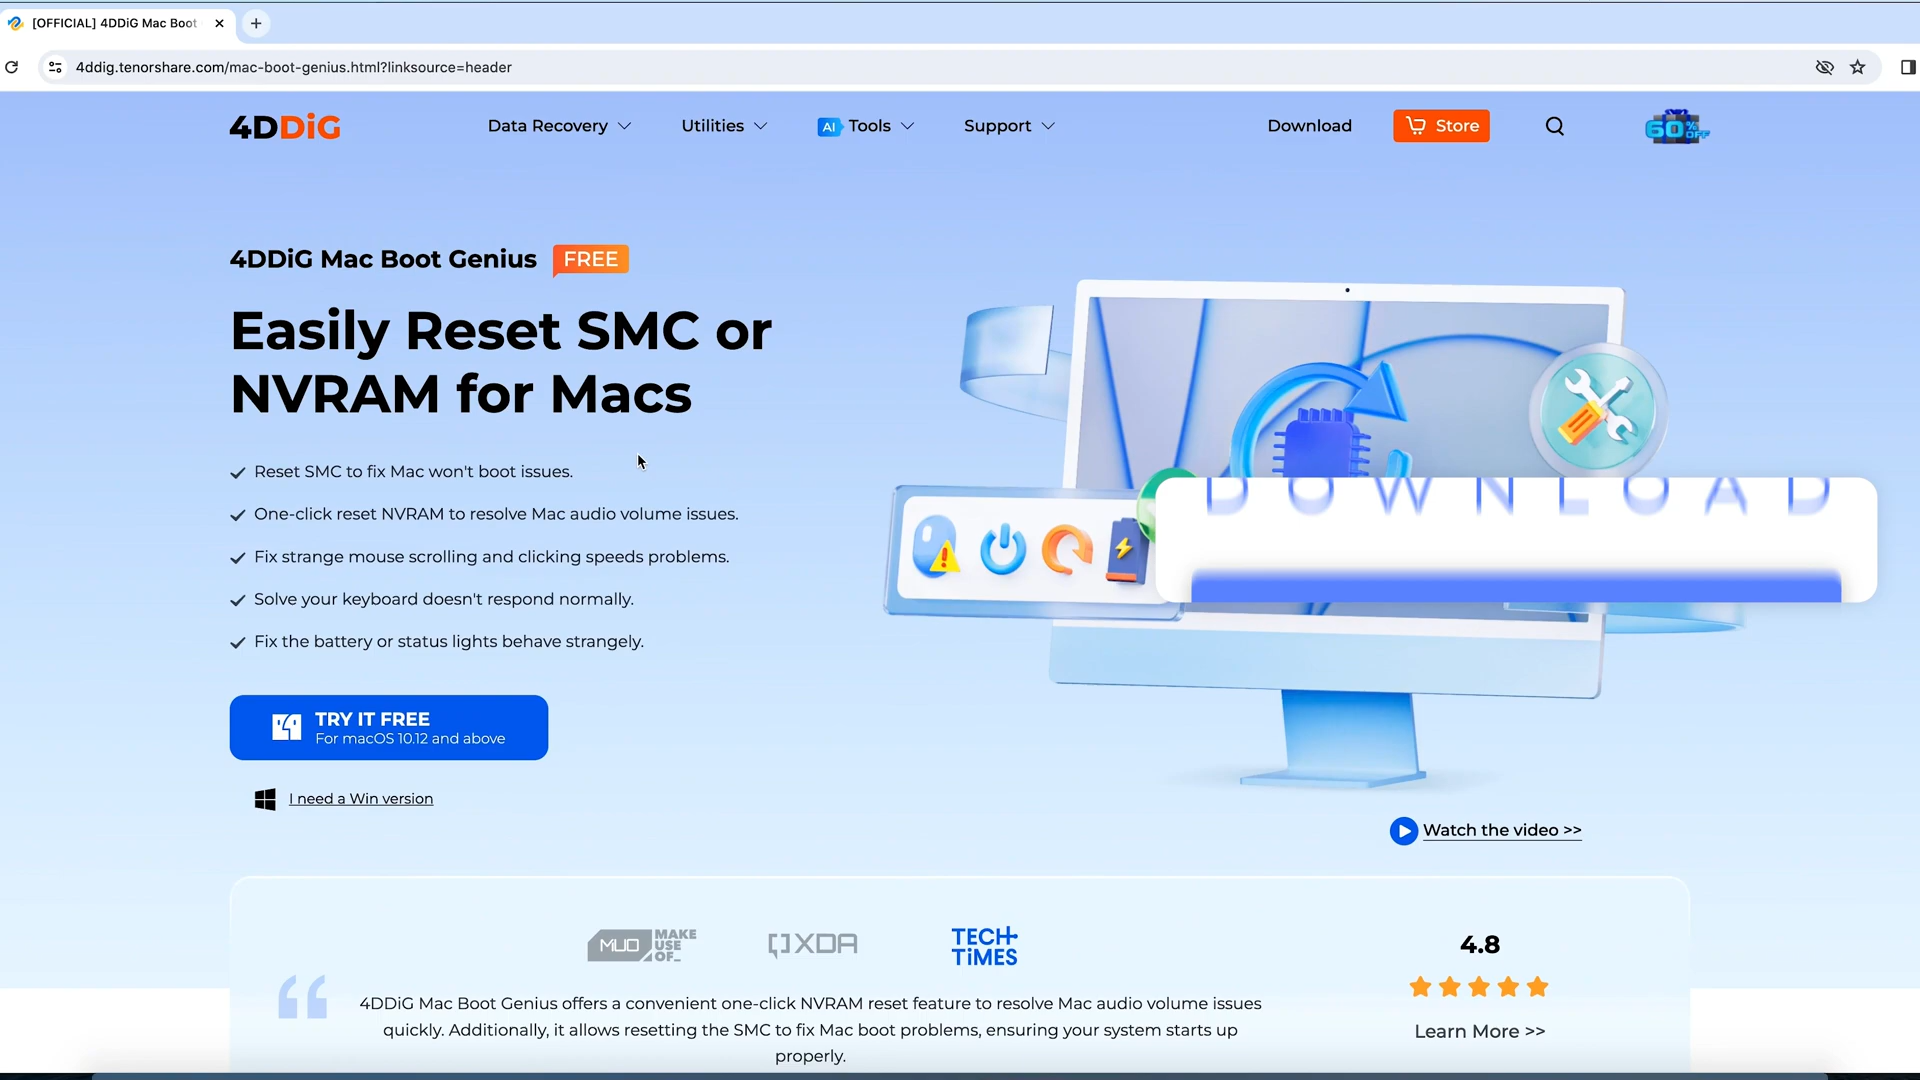 [OFFICIAL] 4DDiG Mac Boot
4ddig.tenorshare.com/mac-boot-genius.html?linksource=header
4DDiG
Data Recovery
Utilities
AI Tools
Support
Download
Store
60% OFF
4DDiG Mac Boot Genius FREE
Easily Reset SMC or
NVRAM for Macs
Reset SMC to fix Mac won't boot issues.
One-click reset NVRAM to resolve Mac audio volume issues.
Fix strange mouse scrolling and clicking speeds problems.
Solve your keyboard doesn't respond normally.
Fix the battery or status lights behave strangely.
DOWNLOAD
TRY IT FREE
For macOS 10.12 and above
I need a Win version
Watch the video >>
MUO MAKE
USE
OF_
XDA
TECH
TiMES
4.8
4DDiG Mac Boot Genius offers a convenient one-click NVRAM reset feature to resolve Mac audio volume issues
quickly. Additionally, it allows resetting the SMC to fix Mac boot problems, ensuring your system starts up
properly.
Learn More >>